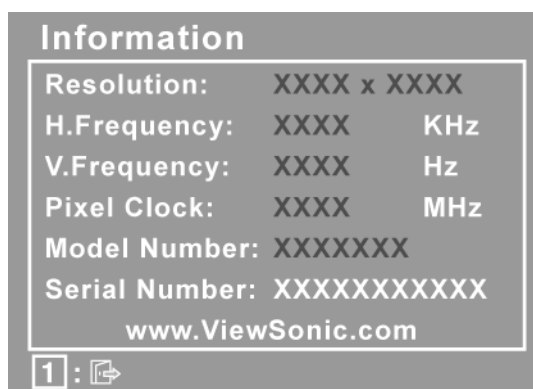 Information
Resolution: XXXX x XXXX
H.Frequency: XXXX KHz
V.Frequency: XXXX Hz
Pixel Clock: XXXX MHz
Model Number: XXXXXXX
Serial Number: XXXXXXXXXXX
www.ViewSonic.com
1 :